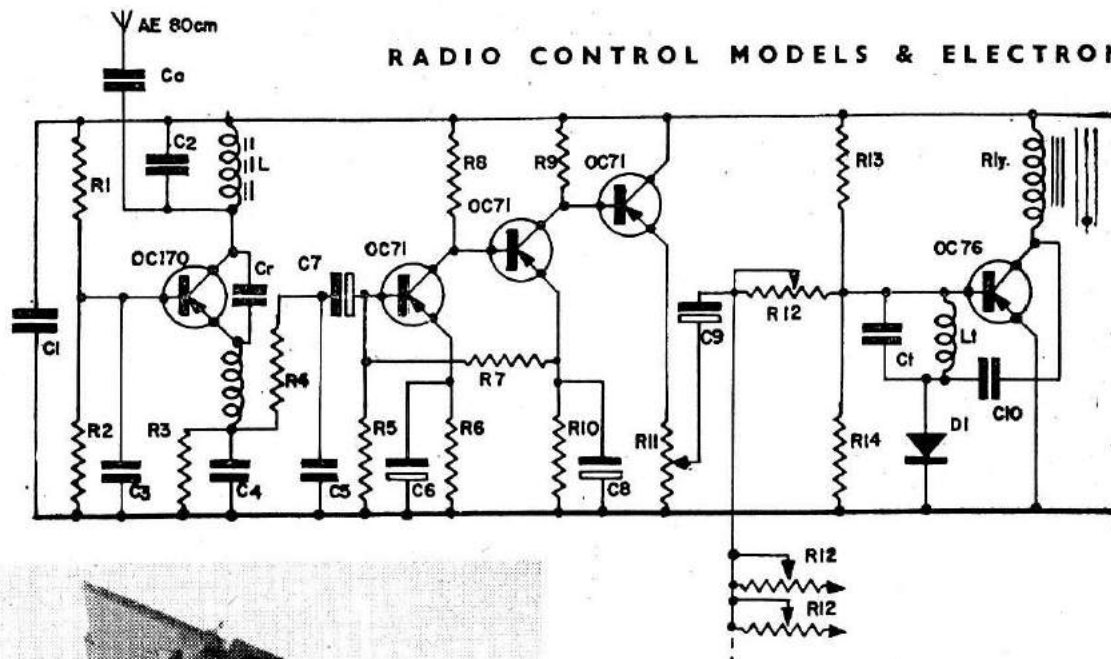 AE 80cm
RADIO CONTROL MODELS & ELECTRON
Ca
C2
L
R1
R8
R9
OC71
R13
Rly.
OC71
OC76
OC170
Cr
C7
OC71
R12
C9
Ct
Lt
C1
R4
R7
C10
R2
R3
R5
R6
R10
R11
R14
D1
C3
C4
C5
C6
C8
R12
R12